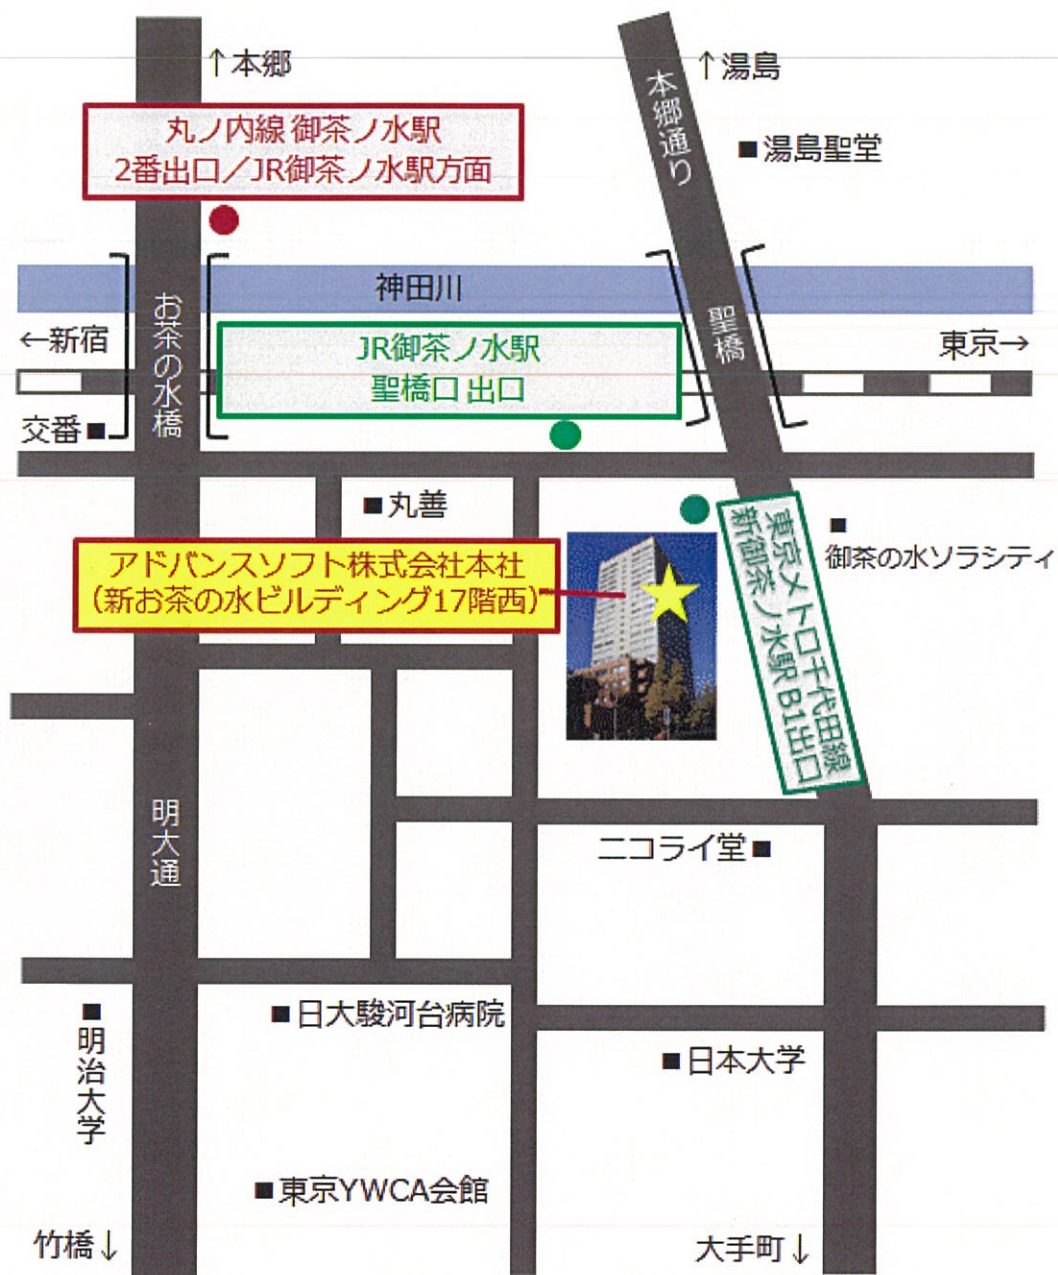 ↑本郷
↑湯島
本郷通り
丸ノ内線 御茶ノ水駅
2番出口／JR御茶ノ水駅方面
■湯島聖堂
神田川
お茶の水橋
聖橋
←新宿
東京→
JR御茶ノ水駅
聖橋口 出口
交番■
■丸善
■
御茶の水ソラシティ
東京メトロ千代田線
新御茶ノ水駅 B1出口
アドバンスソフト株式会社本社
（新お茶の水ビルディング17階西）
明大通
ニコライ堂■
■明治大学
■日大駿河台病院
■日本大学
■東京YWCA会館
竹橋↓
大手町↓